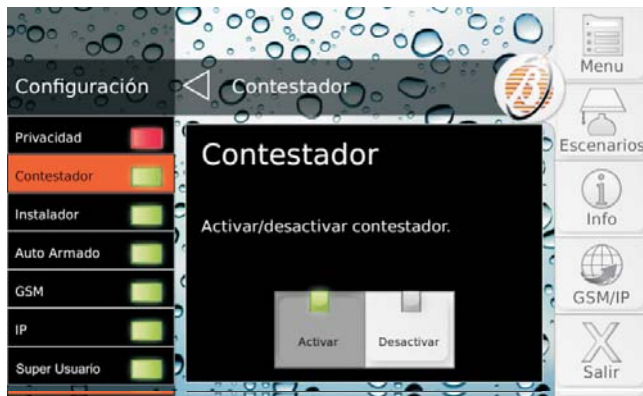 Configuración
Contestador
Privacidad
Contestador
Instalador
Auto Armado
GSM
IP
Super Usuario
Contestador
Activar/desactivar contestador.
Activar
Desactivar
Menu
Escenarios
Info
GSM/IP
Salir